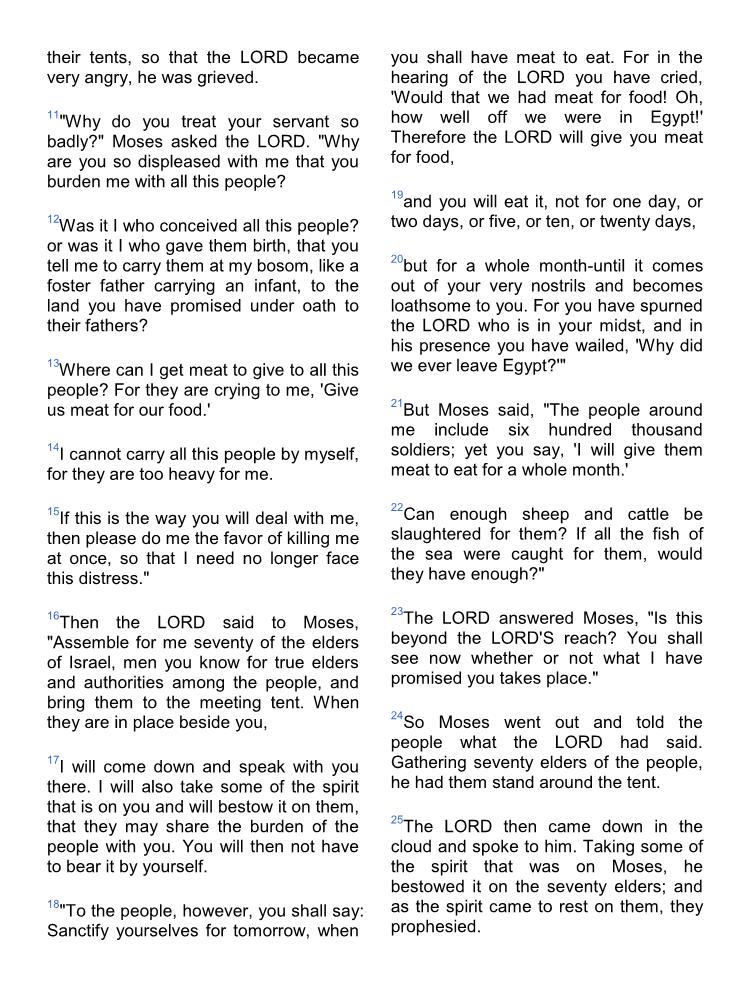 their tents, so that the LORD became
very angry, he was grieved.
11"Why do you treat your servant so
badly?" Moses asked the LORD. "Why
are you so displeased with me that you
burden me with all this people?
12Was it I who conceived all this people?
or was it I who gave them birth, that you
tell me to carry them at my bosom, like a
foster father carrying an infant, to the
land you have promised under oath to
their fathers?
13Where can I get meat to give to all this
people? For they are crying to me, 'Give
us meat for our food.'
14I cannot carry all this people by myself,
for they are too heavy for me.
15If this is the way you will deal with me,
then please do me the favor of killing me
at once, so that I need no longer face
this distress."
16Then the LORD said to Moses,
"Assemble for me seventy of the elders
of Israel, men you know for true elders
and authorities among the people, and
bring them to the meeting tent. When
they are in place beside you,
17I will come down and speak with you
there. I will also take some of the spirit
that is on you and will bestow it on them,
that they may share the burden of the
people with you. You will then not have
to bear it by yourself.
18"To the people, however, you shall say:
Sanctify yourselves for tomorrow, when
you shall have meat to eat. For in the
hearing of the LORD you have cried,
'Would that we had meat for food! Oh,
how well off we were in Egypt!'
Therefore the LORD will give you meat
for food,
19and you will eat it, not for one day, or
two days, or five, or ten, or twenty days,
20but for a whole month-until it comes
out of your very nostrils and becomes
loathsome to you. For you have spurned
the LORD who is in your midst, and in
his presence you have wailed, 'Why did
we ever leave Egypt?'"
21But Moses said, "The people around
me include six hundred thousand
soldiers; yet you say, 'I will give them
meat to eat for a whole month.'
22Can enough sheep and cattle be
slaughtered for them? If all the fish of
the sea were caught for them, would
they have enough?"
23The LORD answered Moses, "Is this
beyond the LORD'S reach? You shall
see now whether or not what I have
promised you takes place."
24So Moses went out and told the
people what the LORD had said.
Gathering seventy elders of the people,
he had them stand around the tent.
25The LORD then came down in the
cloud and spoke to him. Taking some of
the spirit that was on Moses, he
bestowed it on the seventy elders; and
as the spirit came to rest on them, they
prophesied.